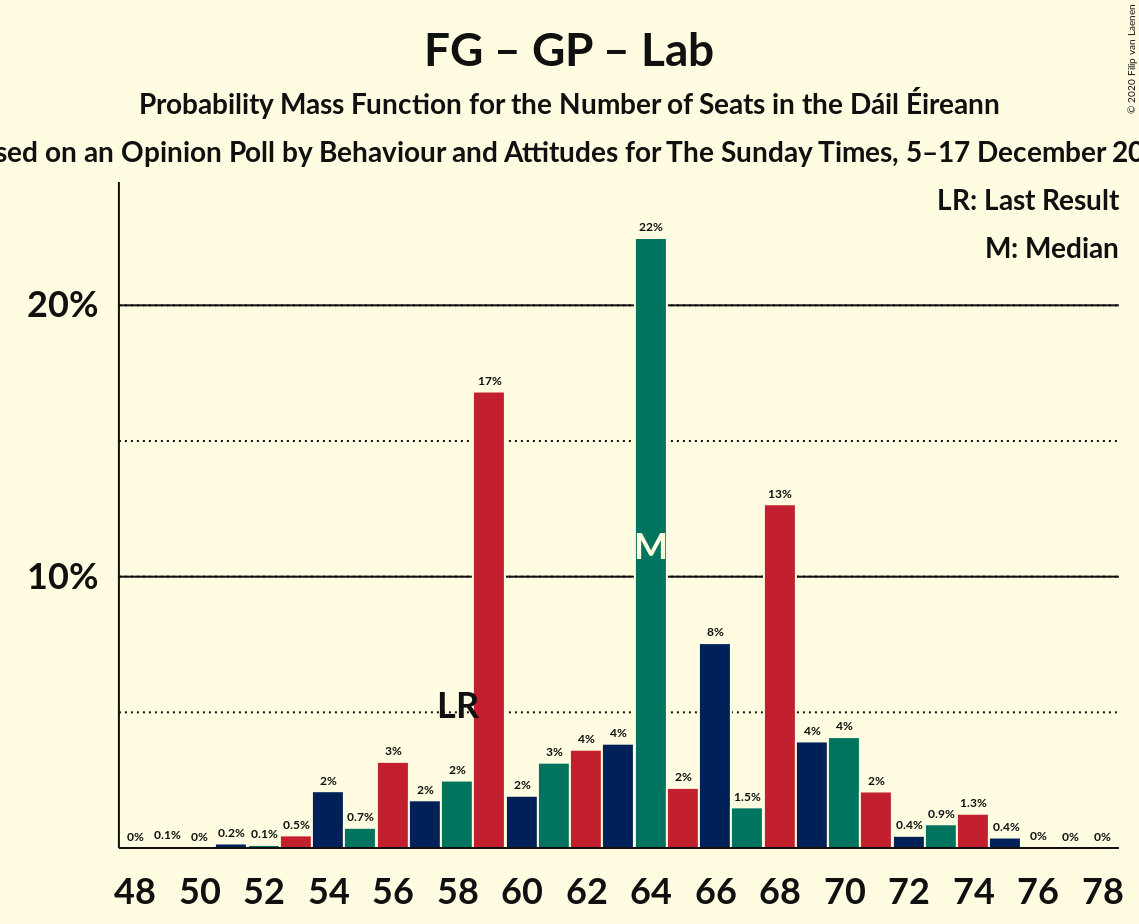 FG – GP – Lab
Probability Mass Function for the Number of Seats in the Dáil Éireann
sed on an Opinion Poll by Behaviour and Attitudes for The Sunday Times, 5–17 December 20
© 2020 Filip van Laenen
LR: Last Result
M: Median
20%
10%
0% 0.1% 0% 0.2% 0.1% 0.5% 2% 0.7% 3% 2% 2% 17% 2% 3% 4% 4% 22% 2% 8% 1.5% 13% 4% 4% 2% 0.4% 0.9% 1.3% 0.4% 0% 0% 0%
LR
M
48 50 52 54 56 58 60 62 64 66 68 70 72 74 76 78